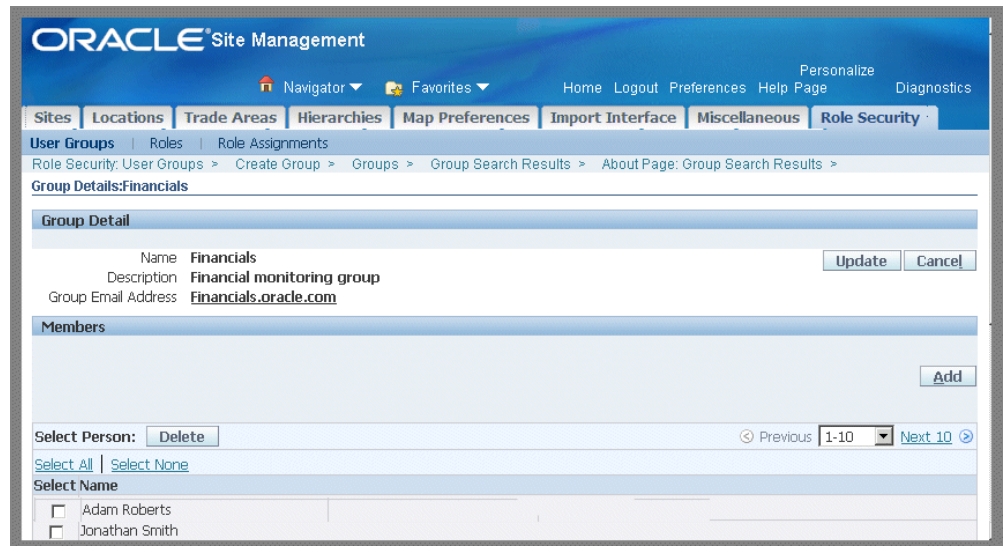 ORACLE Site Management
Navigator Favorites Home Logout Preferences Help Personalize Page Diagnostics
Sites Locations Trade Areas Hierarchies Map Preferences Import Interface Miscellaneous Role Security
User Groups | Roles | Role Assignments
Role Security: User Groups > Create Group > Groups > Group Search Results > About Page: Group Search Results >
Group Details:Financials
Group Detail
Name Financials
Update Cancel
Description Financial monitoring group
Group Email Address Financials.oracle.com
Members
Add
Select Person: Delete Previous 1-10 Next 10
Select All | Select None
Select Name
Adam Roberts
Jonathan Smith